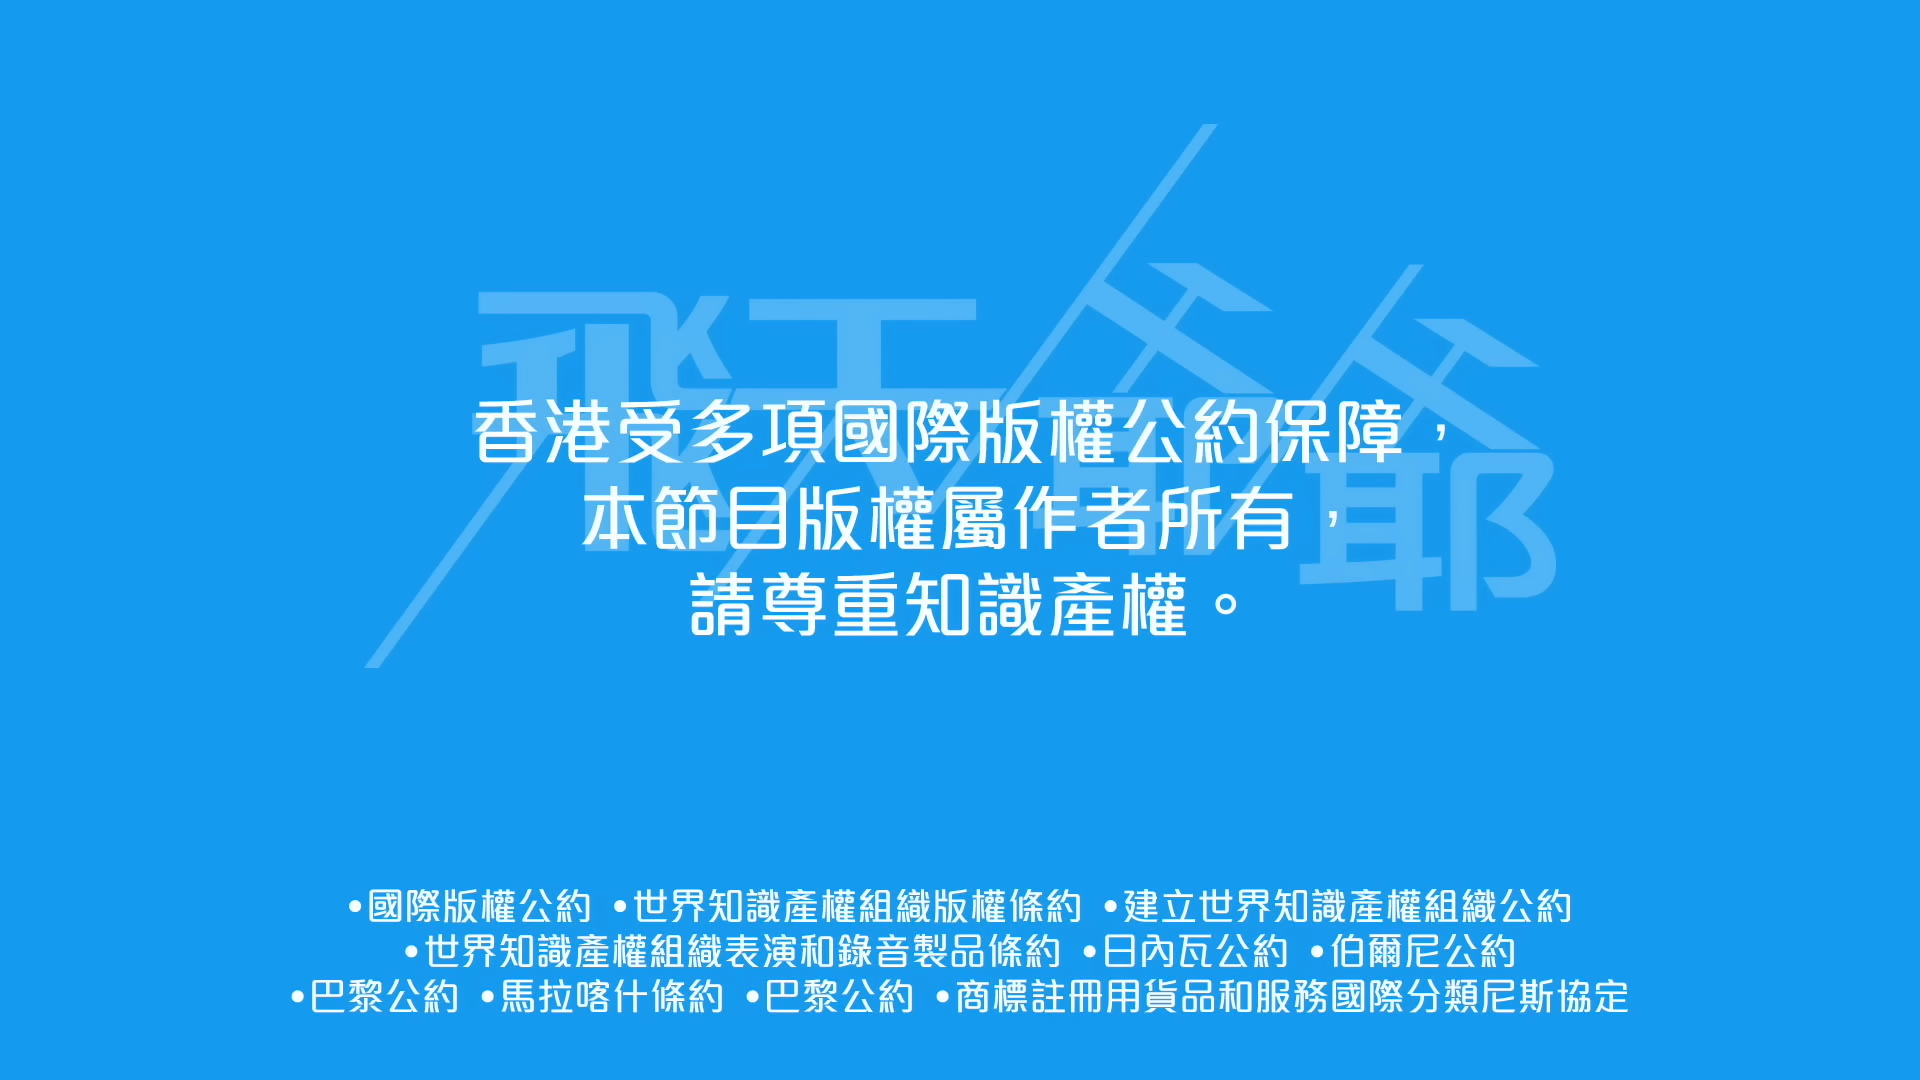 飛天爺爺
香港受多項國際版權公約保障，
本節目版權屬作者所有，
請尊重知識產權。
•國際版權公約 •世界知識產權組織版權條約 •建立世界知識產權組織公約
•世界知識產權組織表演和錄音製品條約 •日內瓦公約 •伯爾尼公約
•巴黎公約 •馬拉喀什條約 •巴黎公約 •商標註冊用貨品和服務國際分類尼斯協定